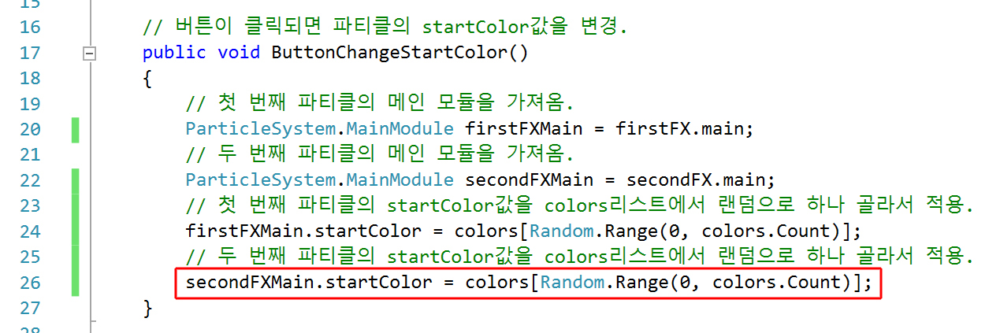 15
16 // 버튼이 클릭되면 파티클의 startColor값을 변경.
17 public void ButtonChangeStartColor()
18 {
19 // 첫 번째 파티클의 메인 모듈을 가져옴.
20 ParticleSystem.MainModule firstFXMain = firstFX.main;
21 // 두 번째 파티클의 메인 모듈을 가져옴.
22 ParticleSystem.MainModule secondFXMain = secondFX.main;
23 // 첫 번째 파티클의 startColor값을 colors리스트에서 랜덤으로 하나 골라서 적용.
24 firstFXMain.startColor = colors[Random.Range(0, colors.Count)];
25 // 두 번째 파티클의 startColor값을 colors리스트에서 랜덤으로 하나 골라서 적용.
26 secondFXMain.startColor = colors[Random.Range(0, colors.Count)];
27 }
28